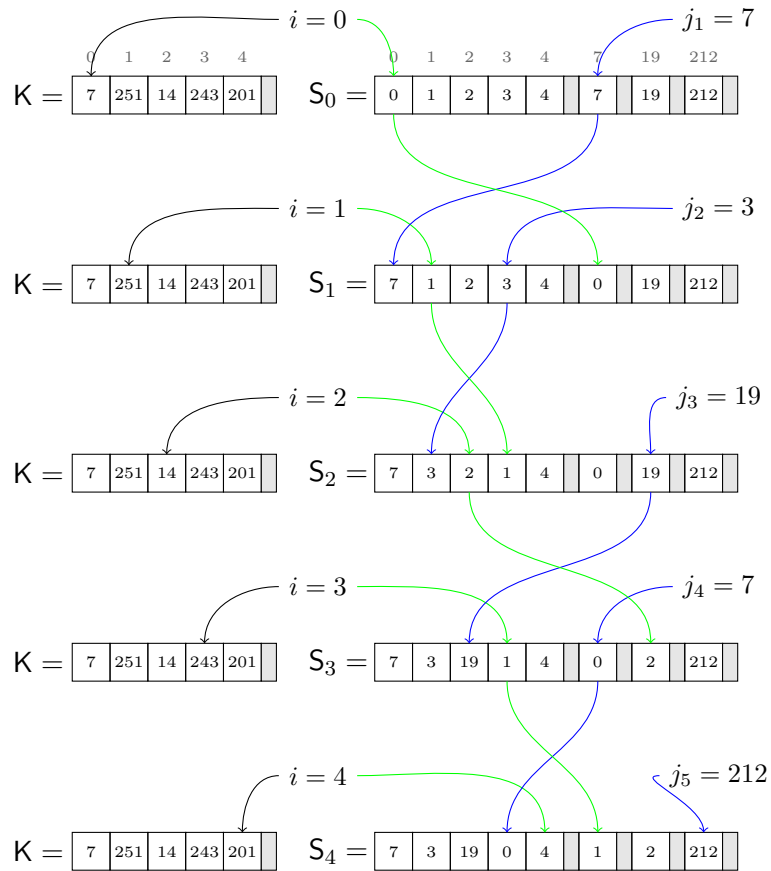 i = 0 j₁ = 7
0 1 2 3 4 0 1 2 3 4 7 19 212
K = 7 251 14 243 201 S₀ = 0 1 2 3 4 7 19 212
i = 1 j₂ = 3
K = 7 251 14 243 201 S₁ = 7 1 2 3 4 0 19 212
i = 2 j₃ = 19
K = 7 251 14 243 201 S₂ = 7 3 2 1 4 0 19 212
i = 3 j₄ = 7
K = 7 251 14 243 201 S₃ = 7 3 19 1 4 0 2 212
i = 4 j₅ = 212
K = 7 251 14 243 201 S₄ = 7 3 19 0 4 1 2 212